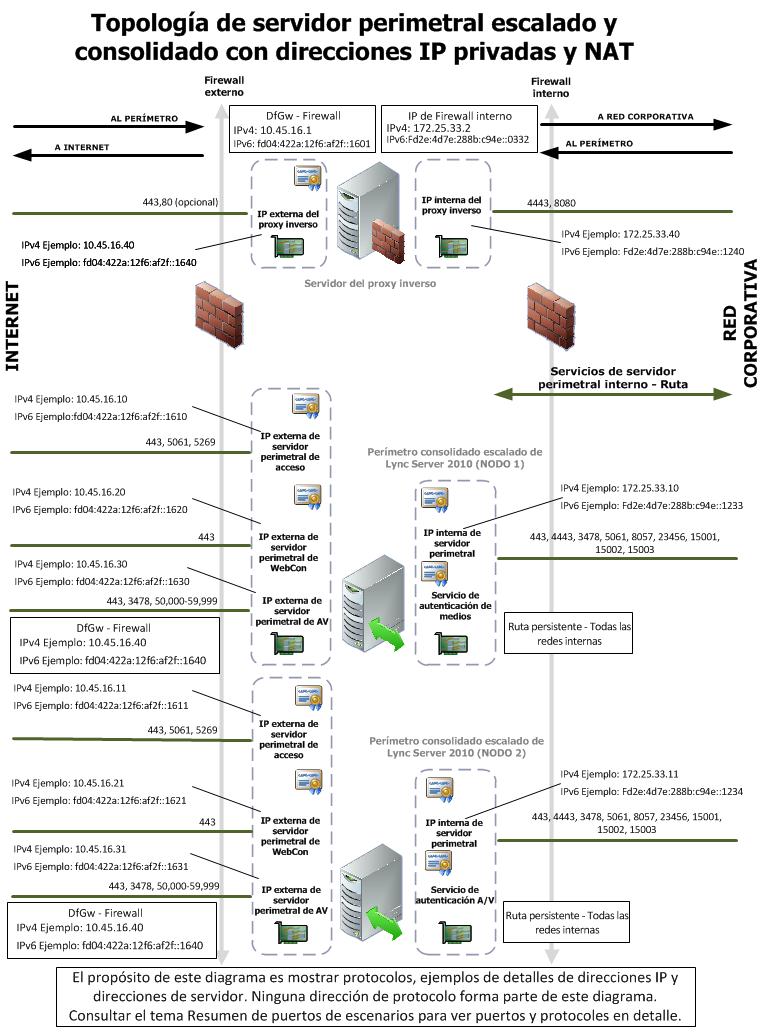 Topología de servidor perimetral escalado y
consolidado con direcciones IP privadas y NAT
Firewall
externo
Firewall
interno
AL PERÍMETRO
A INTERNET
DfGw - Firewall
IPv4: 10.45.16.1
IPv6: fd04:422a:12f6:af2f::1601
IP de Firewall interno
IPv4: 172.25.33.2
IPv6:Fd2e:4d7e:288b:c94e::0332
A RED CORPORATIVA
AL PERÍMETRO
443,80 (opcional)
IP externa del
proxy inverso
IP interna del
proxy inverso
4443, 8080
IPv4 Ejemplo: 10.45.16.40
IPv6 Ejemplo: fd04:422a:12f6:af2f::1640
IPv4 Ejemplo: 172.25.33.40
IPv6 Ejemplo: Fd2e:4d7e:288b:c94e::1240
Servidor del proxy inverso
INTERNET
RED
CORPORATIVA
Servicios de servidor
perimetral interno - Ruta
IPv4 Ejemplo: 10.45.16.10
IPv6 Ejemplo:fd04:422a:12f6:af2f::1610
443, 5061, 5269
IP externa de
servidor
perimetral de
acceso
Perímetro consolidado escalado de
Lync Server 2010 (NODO 1)
IPv4 Ejemplo: 10.45.16.20
IPv6 Ejemplo: fd04:422a:12f6:af2f::1620
443
IP externa de
servidor
perimetral de
WebCon
IP interna de
servidor
perimetral
IPv4 Ejemplo: 172.25.33.10
IPv6 Ejemplo: Fd2e:4d7e:288b:c94e::1233
443, 4443, 3478, 5061, 8057, 23456, 15001,
15002, 15003
IPv4 Ejemplo: 10.45.16.30
IPv6 Ejemplo: fd04:422a:12f6:af2f::1630
443, 3478, 50,000-59,999
IP externa de
servidor
perimetral de AV
Servicio de
autenticación de
medios
DfGw - Firewall
IPv4 Ejemplo: 10.45.16.40
IPv6 Ejemplo: fd04:422a:12f6:af2f::1640
Ruta persistente - Todas las
redes internas
IPv4 Ejemplo: 10.45.16.11
IPv6 Ejemplo: fd04:422a:12f6:af2f::1611
443, 5061, 5269
IP externa de
servidor
perimetral de
acceso
Perímetro consolidado escalado de
Lync Server 2010 (NODO 2)
IPv4 Ejemplo: 10.45.16.21
IPv6 Ejemplo: fd04:422a:12f6:af2f::1621
443
IP externa de
servidor
perimetral de
WebCon
IP interna de
servidor
perimetral
IPv4 Ejemplo: 172.25.33.11
IPv6 Ejemplo: Fd2e:4d7e:288b:c94e::1234
443, 4443, 3478, 5061, 8057, 23456, 15001,
15002, 15003
IPv4 Ejemplo: 10.45.16.31
IPv6 Ejemplo: fd04:422a:12f6:af2f::1631
443, 3478, 50,000-59,999
IP externa de
servidor
perimetral de AV
Servicio de
autenticación A/V
DfGw - Firewall
IPv4 Ejemplo: 10.45.16.40
IPv6 Ejemplo: fd04:422a:12f6:af2f::1640
Ruta persistente - Todas las
redes internas
El propósito de este diagrama es mostrar protocolos, ejemplos de detalles de direcciones IP y
direcciones de servidor. Ninguna dirección de protocolo forma parte de este diagrama.
Consultar el tema Resumen de puertos de escenarios para ver puertos y protocoles en detalle.